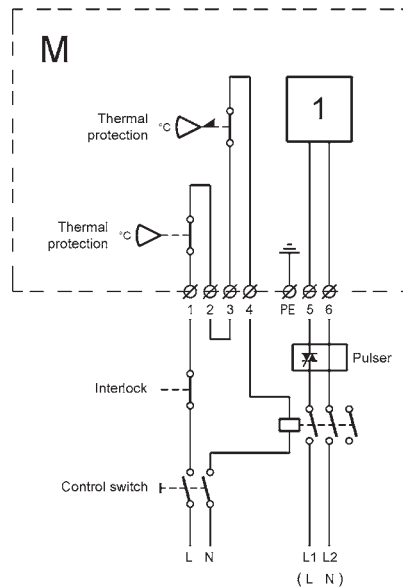 M
1
Thermal
protection
°C
Thermal
protection
°C
1 2 3 4 PE 5 6
Pulser
Interlock
Control switch
L N L1 L2
( L N )